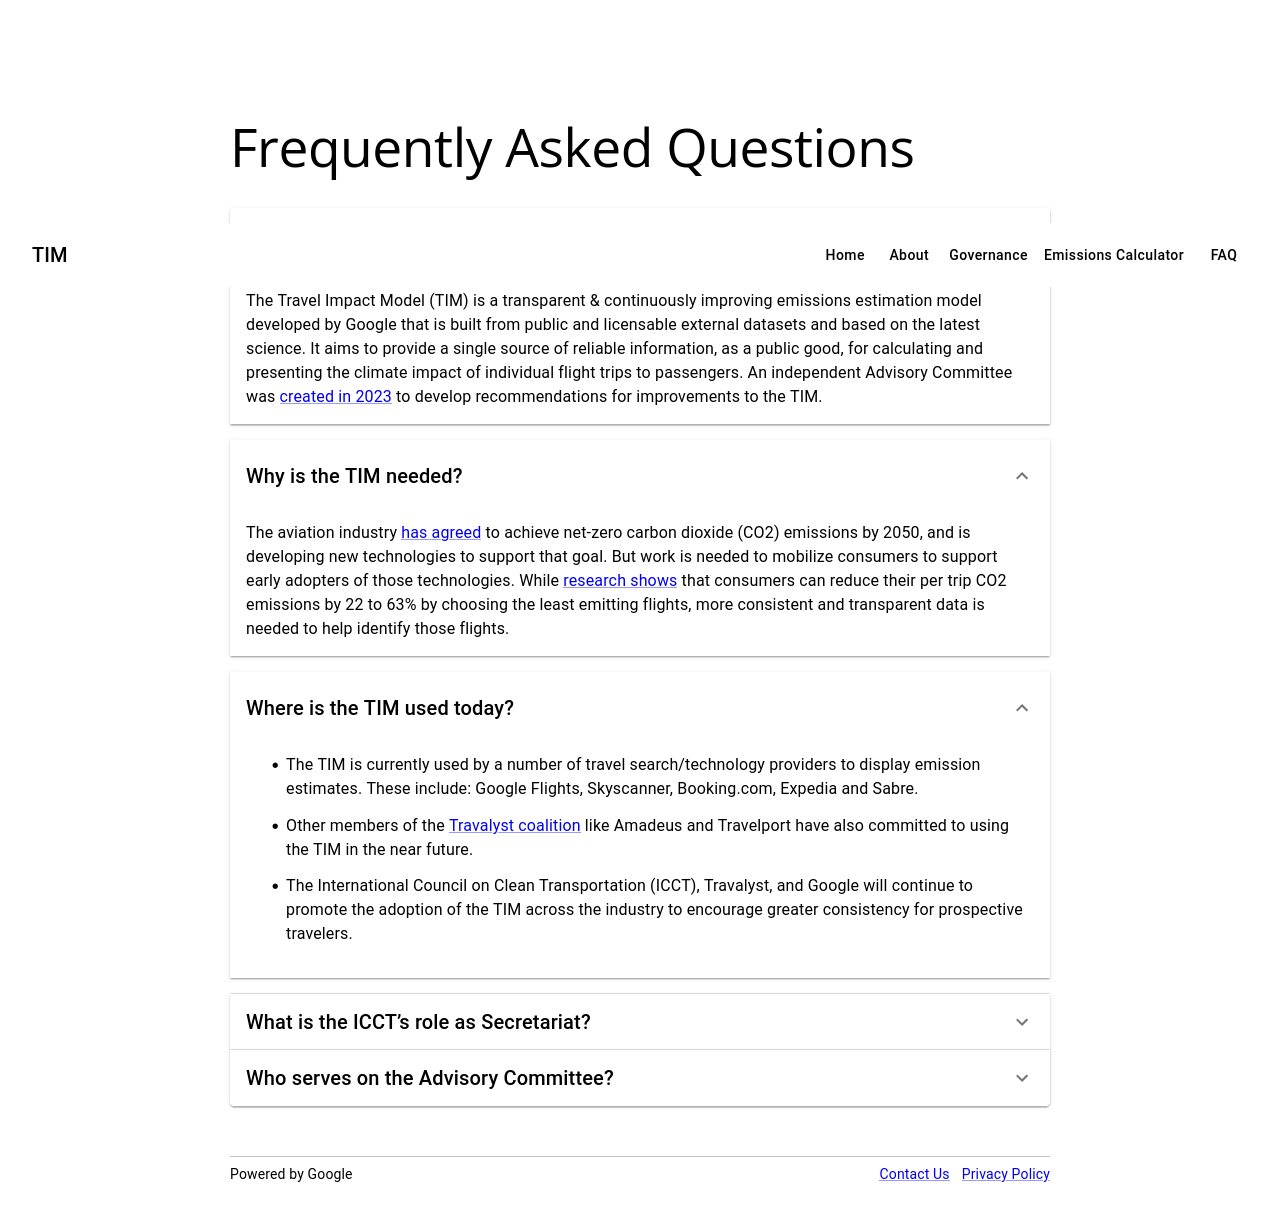 Frequently Asked Questions
TIM
Home About Governance Emissions Calculator FAQ
The Travel Impact Model (TIM) is a transparent & continuously improving emissions estimation model
developed by Google that is built from public and licensable external datasets and based on the latest
science. It aims to provide a single source of reliable information, as a public good, for calculating and
presenting the climate impact of individual flight trips to passengers. An independent Advisory Committee
was created in 2023 to develop recommendations for improvements to the TIM.
Why is the TIM needed?
The aviation industry has agreed to achieve net-zero carbon dioxide (CO2) emissions by 2050, and is
developing new technologies to support that goal. But work is needed to mobilize consumers to support
early adopters of those technologies. While research shows that consumers can reduce their per trip CO2
emissions by 22 to 63% by choosing the least emitting flights, more consistent and transparent data is
needed to help identify those flights.
Where is the TIM used today?
• The TIM is currently used by a number of travel search/technology providers to display emission
estimates. These include: Google Flights, Skyscanner, Booking.com, Expedia and Sabre.
• Other members of the Travalyst coalition like Amadeus and Travelport have also committed to using
the TIM in the near future.
• The International Council on Clean Transportation (ICCT), Travalyst, and Google will continue to
promote the adoption of the TIM across the industry to encourage greater consistency for prospective
travelers.
What is the ICCT’s role as Secretariat?
Who serves on the Advisory Committee?
Powered by Google
Contact Us Privacy Policy